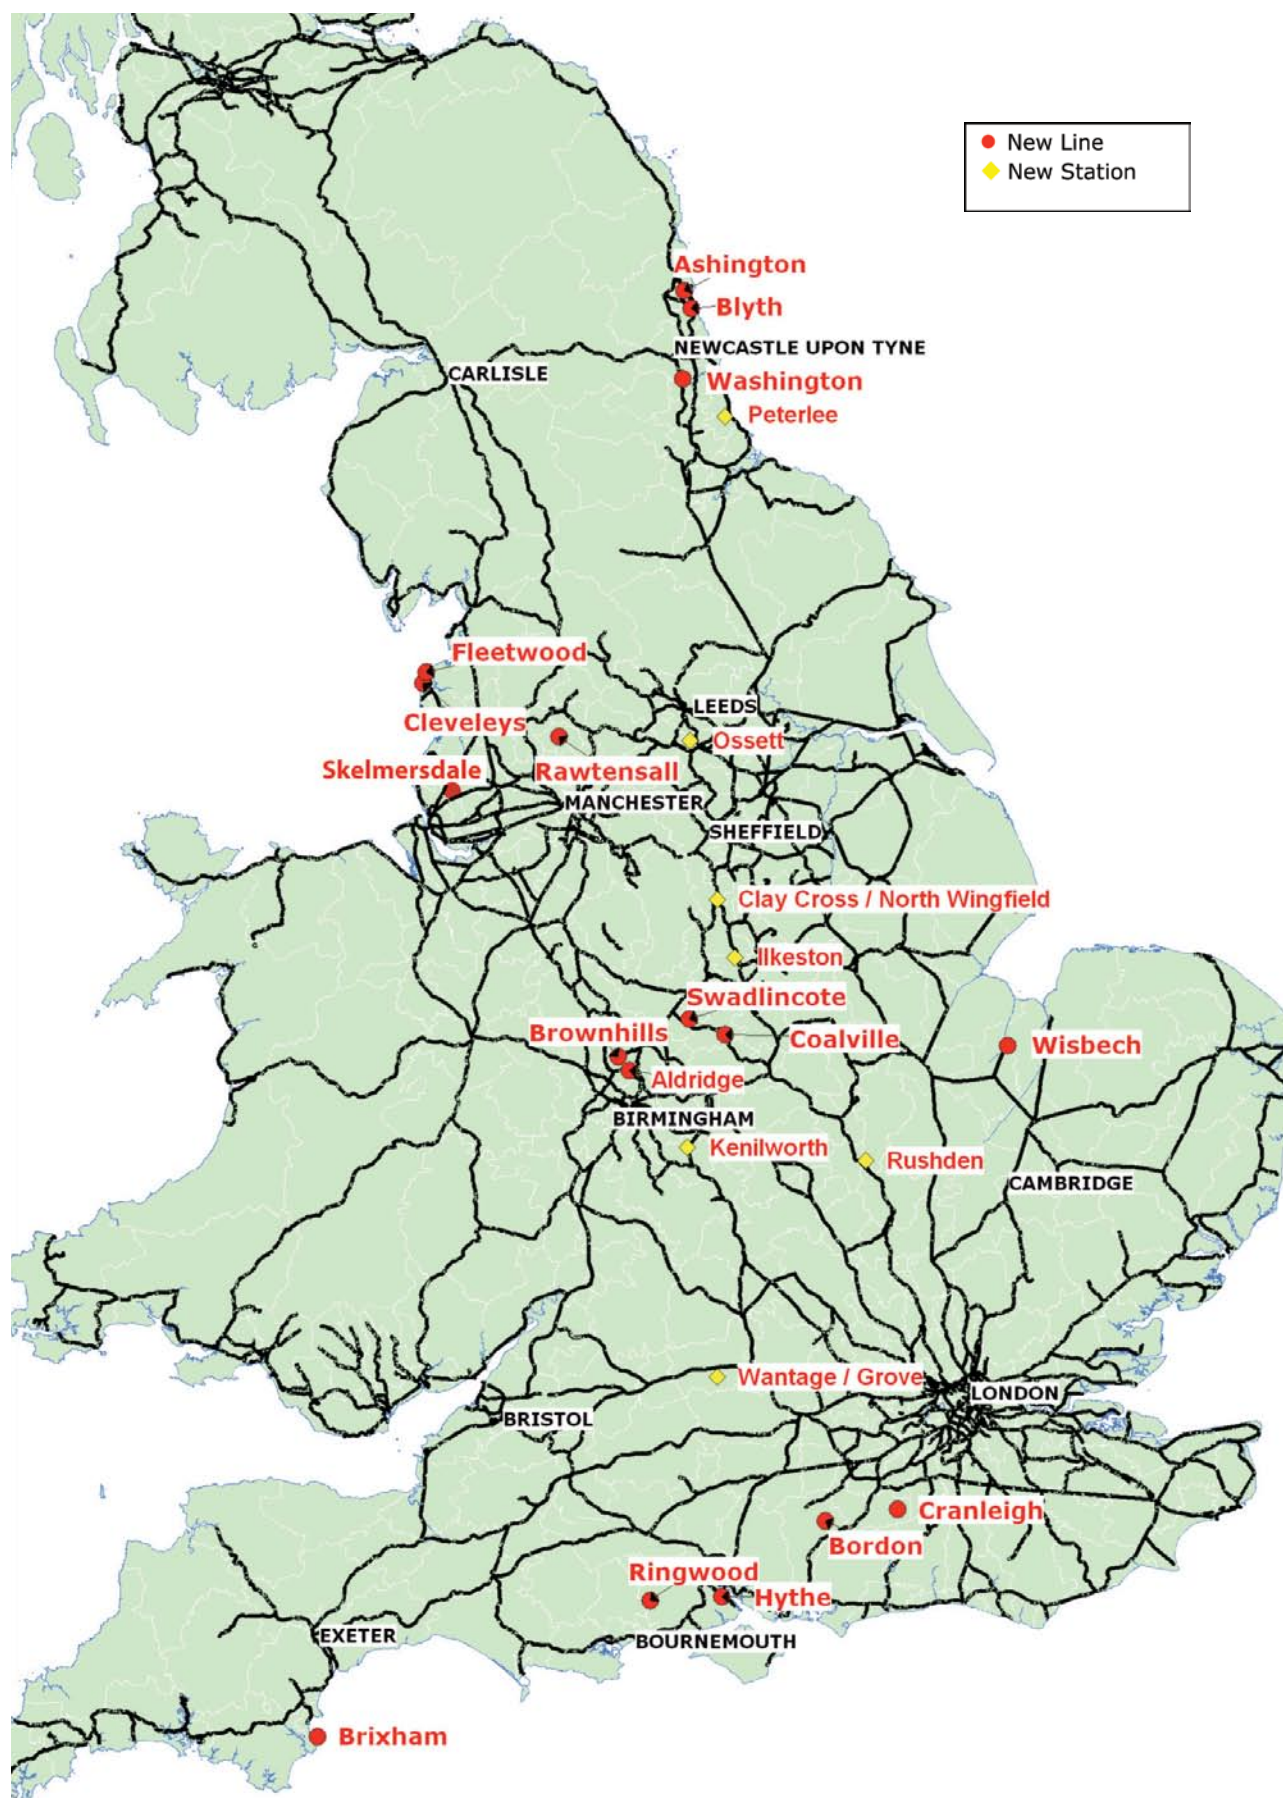 New Line
New Station
Ashington
Blyth
NEWCASTLE UPON TYNE
CARLISLE
Washington
Peterlee
Fleetwood
LEEDS
Cleveleys
Ossett
Skelmersdale
Rawtensall
MANCHESTER
SHEFFIELD
Clay Cross / North Wingfield
Ilkeston
Swadlincote
Brownhills
Coalville
Wisbech
Aldridge
BIRMINGHAM
Kenilworth
Rushden
CAMBRIDGE
Wantage / Grove
LONDON
BRISTOL
Cranleigh
Bordon
Ringwood
Hythe
EXETER
BOURNEMOUTH
Brixham